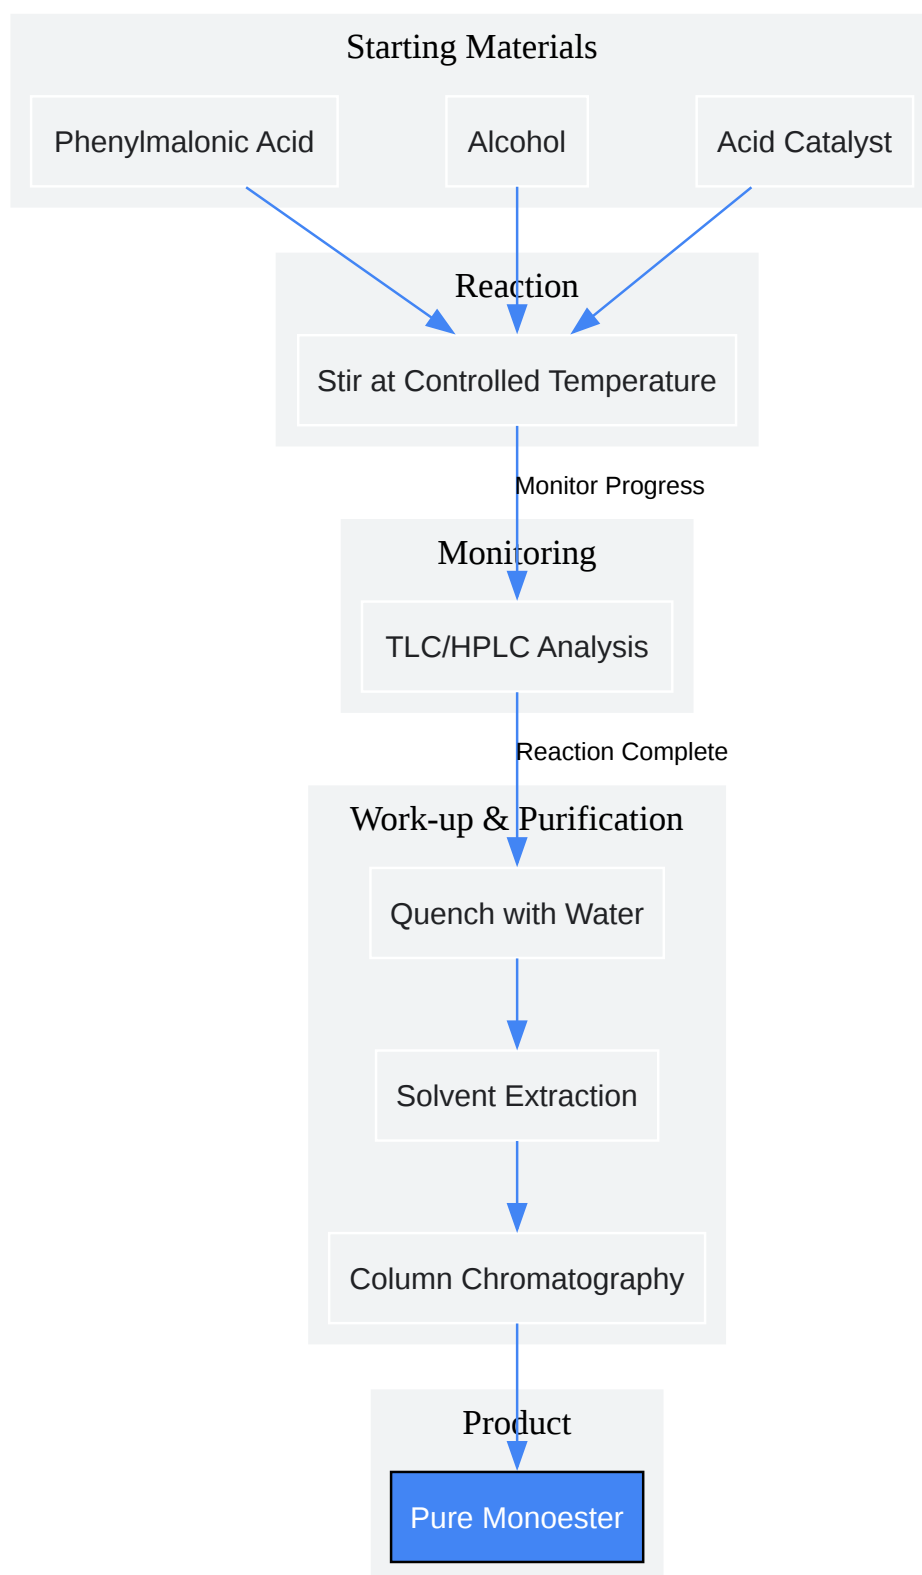 Starting Materials
Phenylmalonic Acid
Alcohol
Acid Catalyst
Reaction
Stir at Controlled Temperature
Monitor Progress
Monitoring
TLC/HPLC Analysis
Reaction Complete
Work-up & Purification
Quench with Water
Solvent Extraction
Column Chromatography
Product
Pure Monoester